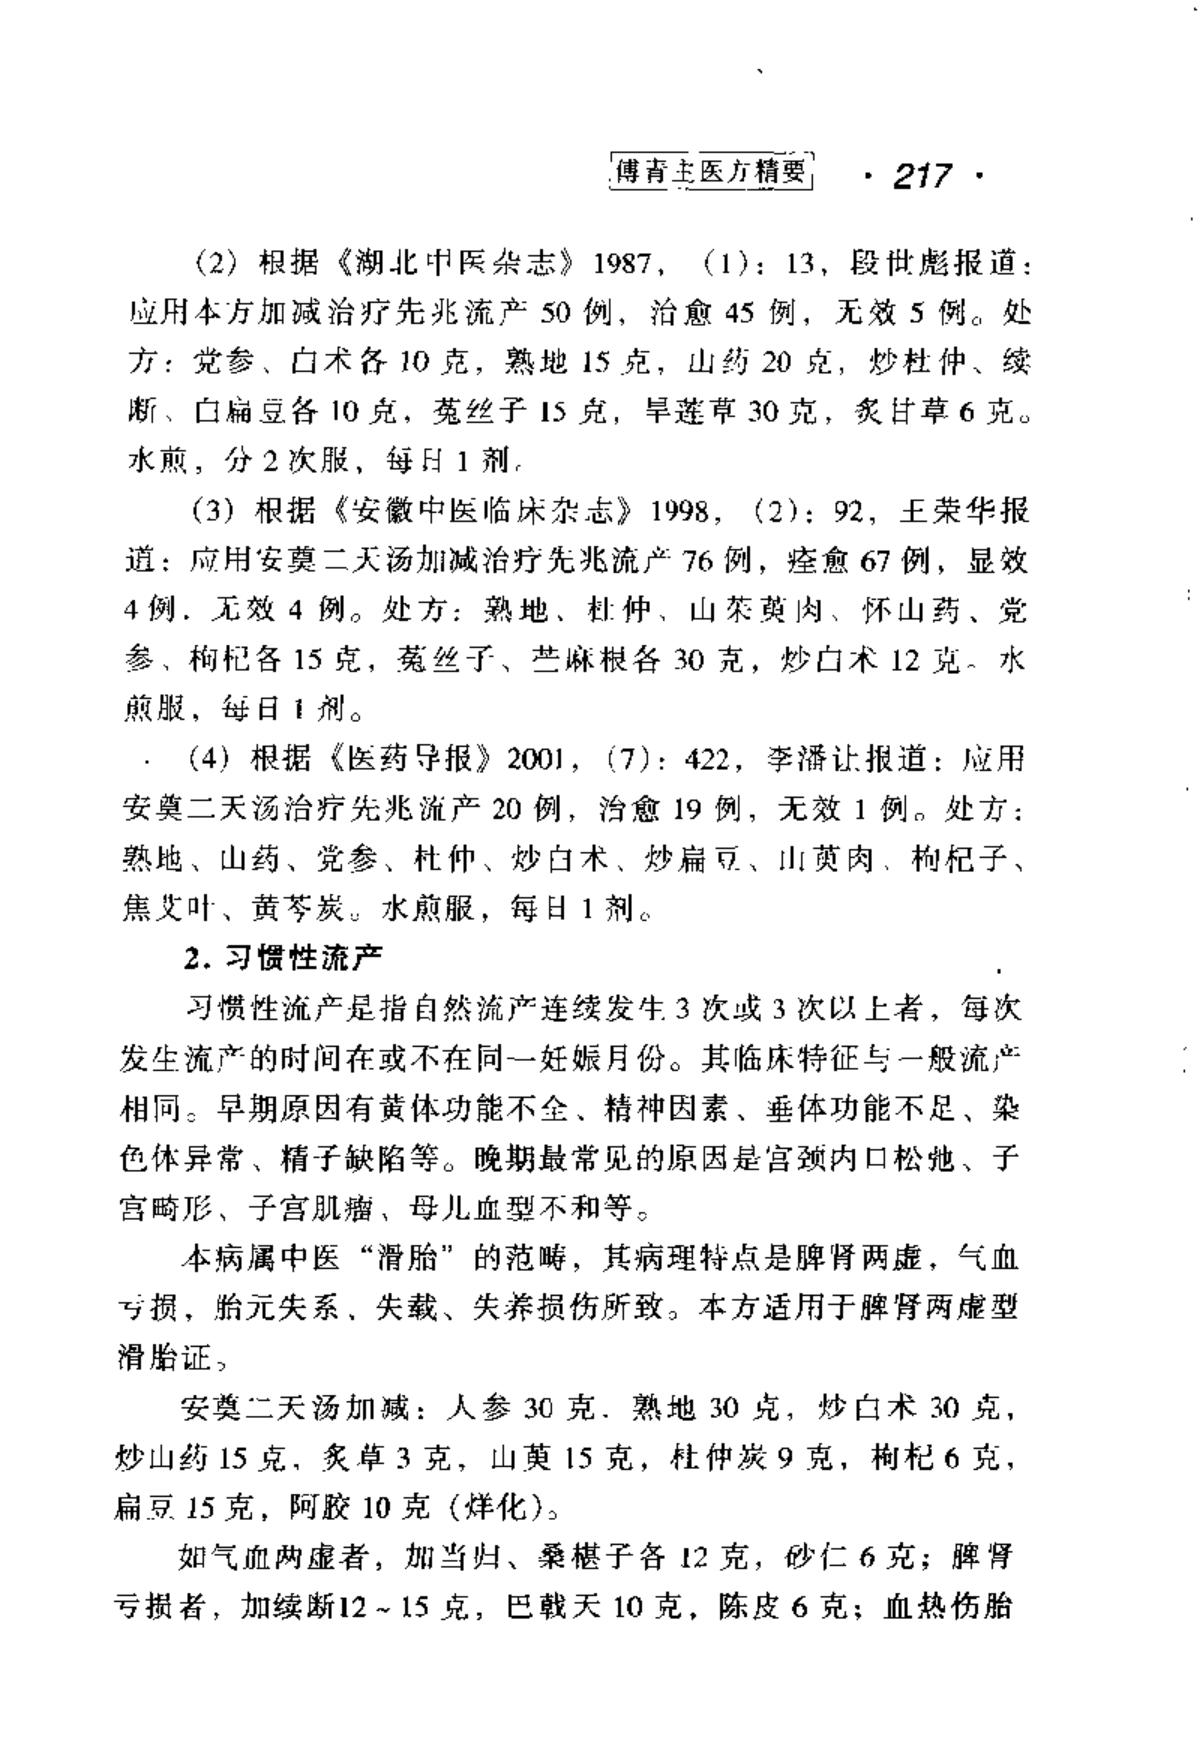 傅青主医方精要 · 217 ·
(2) 根据《湖北中医杂志》1987，(1)：13，段世彪报道：
应用本方加减治疗先兆流产 50 例，治愈 45 例，无效 5 例。处
方：党参、白术各 10 克，熟地 15 克，山药 20 克，炒杜仲、续
断、白扁豆各 10 克，菟丝子 15 克，旱莲草 30 克，炙甘草 6 克。
水煎，分 2 次服，每日 1 剂。
(3) 根据《安徽中医临床杂志》1998，(2)：92，王荣华报
道：应用安奠二天汤加减治疗先兆流产 76 例，痊愈 67 例，显效
4 例．无效 4 例。处方：熟地、杜仲、山茱萸肉、怀山药、党
参、枸杞各 15 克，菟丝子、苎麻根各 30 克，炒白术 12 克。水
煎服，每日 1 剂。
(4) 根据《医药导报》2001，(7)：422，李潘让报道：应用
安奠二天汤治疗先兆流产 20 例，治愈 19 例，无效 1 例。处方：
熟地、山药、党参、杜仲、炒白术、炒扁豆、山萸肉、枸杞子、
焦艾叶、黄芩炭。水煎服，每日 1 剂。
2. 习惯性流产
习惯性流产是指自然流产连续发生 3 次或 3 次以上者，每次
发生流产的时间在或不在同一妊娠月份。其临床特征与一般流产
相同。早期原因有黄体功能不全、精神因素、垂体功能不足、染
色体异常、精子缺陷等。晚期最常见的原因是宫颈内口松弛、子
宫畸形、子宫肌瘤、母儿血型不和等。
本病属中医“滑胎”的范畴，其病理特点是脾肾两虚，气血
亏损，胎元失系、失载、失养损伤所致。本方适用于脾肾两虚型
滑胎证。
安奠二天汤加减：人参 30 克．熟地 30 克，炒白术 30 克，
炒山药 15 克，炙草 3 克，山萸 15 克，杜仲炭 9 克，枸杞 6 克，
扁豆 15 克，阿胶 10 克（烊化）。
如气血两虚者，加当归、桑椹子各 12 克，砂仁 6 克；脾肾
亏损者，加续断12～15 克，巴戟天 10 克，陈皮 6 克；血热伤胎